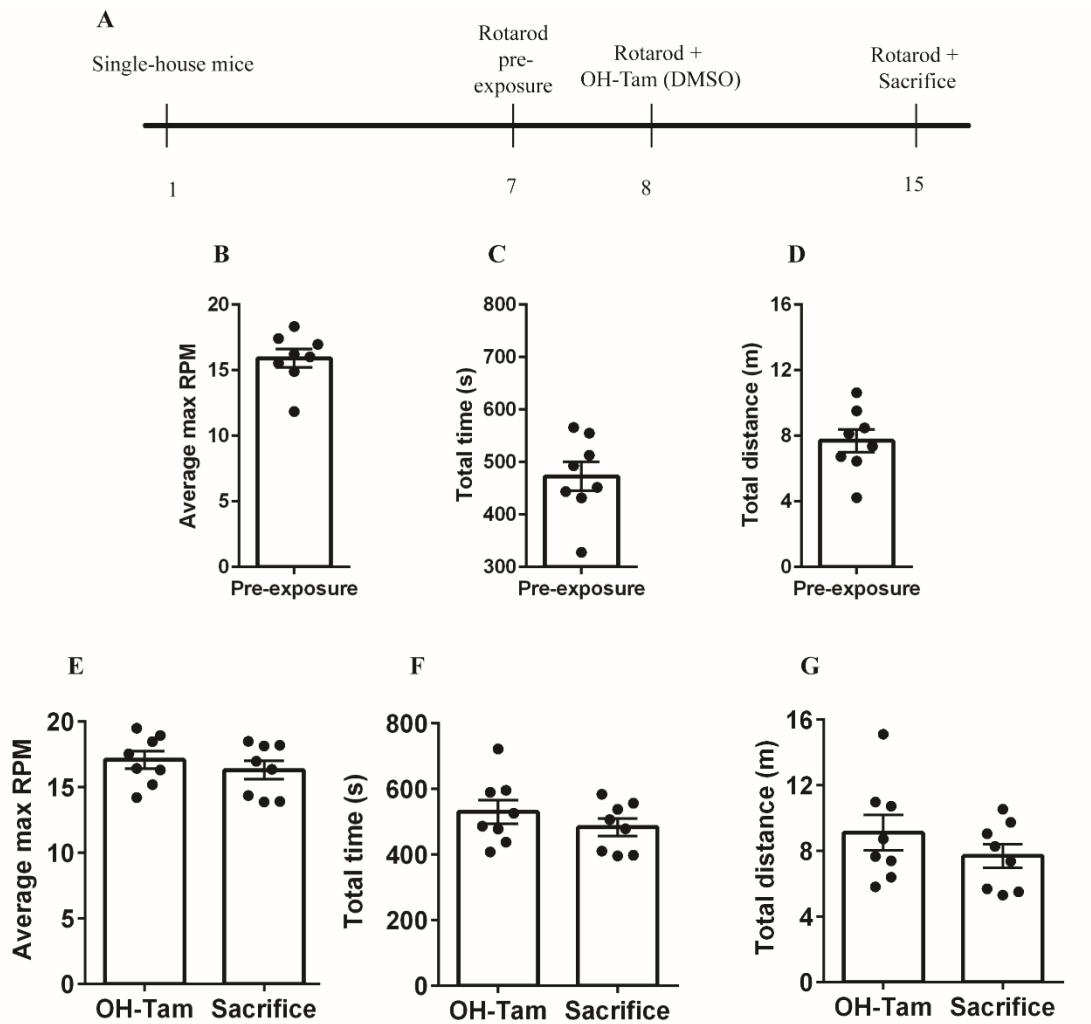 A
Single-house mice
Rotarod
pre-
exposure
Rotarod +
OH-Tam (DMSO)
Rotarod +
Sacrifice
1
7
8
15
B
C
D
20
15
10
5
0
Average max RPM
Pre-exposure
800
700
600
500
400
300
Total time (s)
Pre-exposure
16
12
8
4
0
Total distance (m)
Pre-exposure
E
F
G
20
15
10
5
0
Average max RPM
OH-Tam Sacrifice
800
600
400
200
0
Total time (s)
OH-Tam Sacrifice
16
12
8
4
0
Total distance (m)
OH-Tam Sacrifice